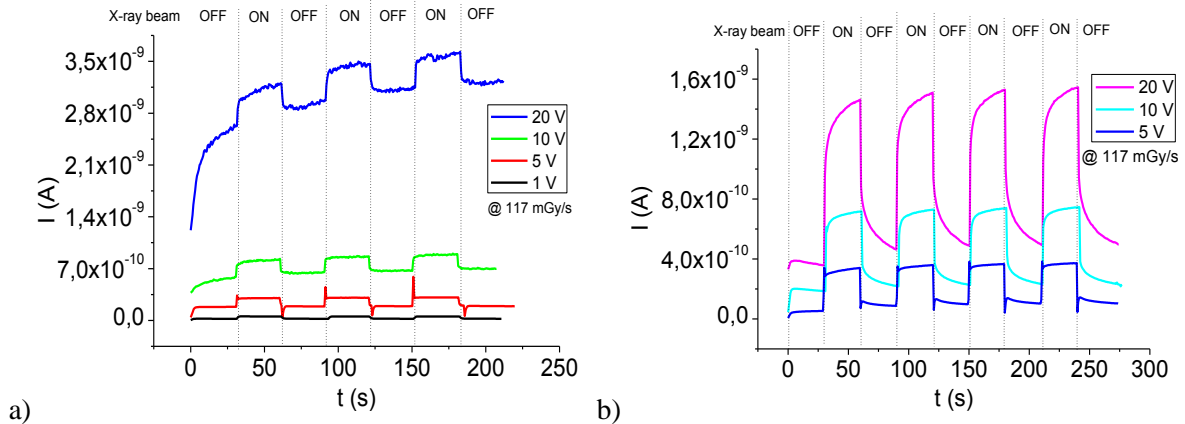 X-ray beam OFF ON OFF ON OFF ON OFF
3,5x10⁻⁹
2,8x10⁻⁹
2,1x10⁻⁹
1,4x10⁻⁹
7,0x10⁻¹⁰
0,0
I (A)
20 V
10 V
5 V
1 V
@ 117 mGy/s
0 50 100 150 200
t (s)
a)
X-ray beam OFF ON OFF ON OFF ON OFF ON OFF
1,6x10⁻⁹
1,2x10⁻⁹
8,0x10⁻¹⁰
4,0x10⁻¹⁰
0,0
I (A)
20 V
10 V
5 V
@ 117 mGy/s
0 50 100 150 200 250 300
t (s)
b)